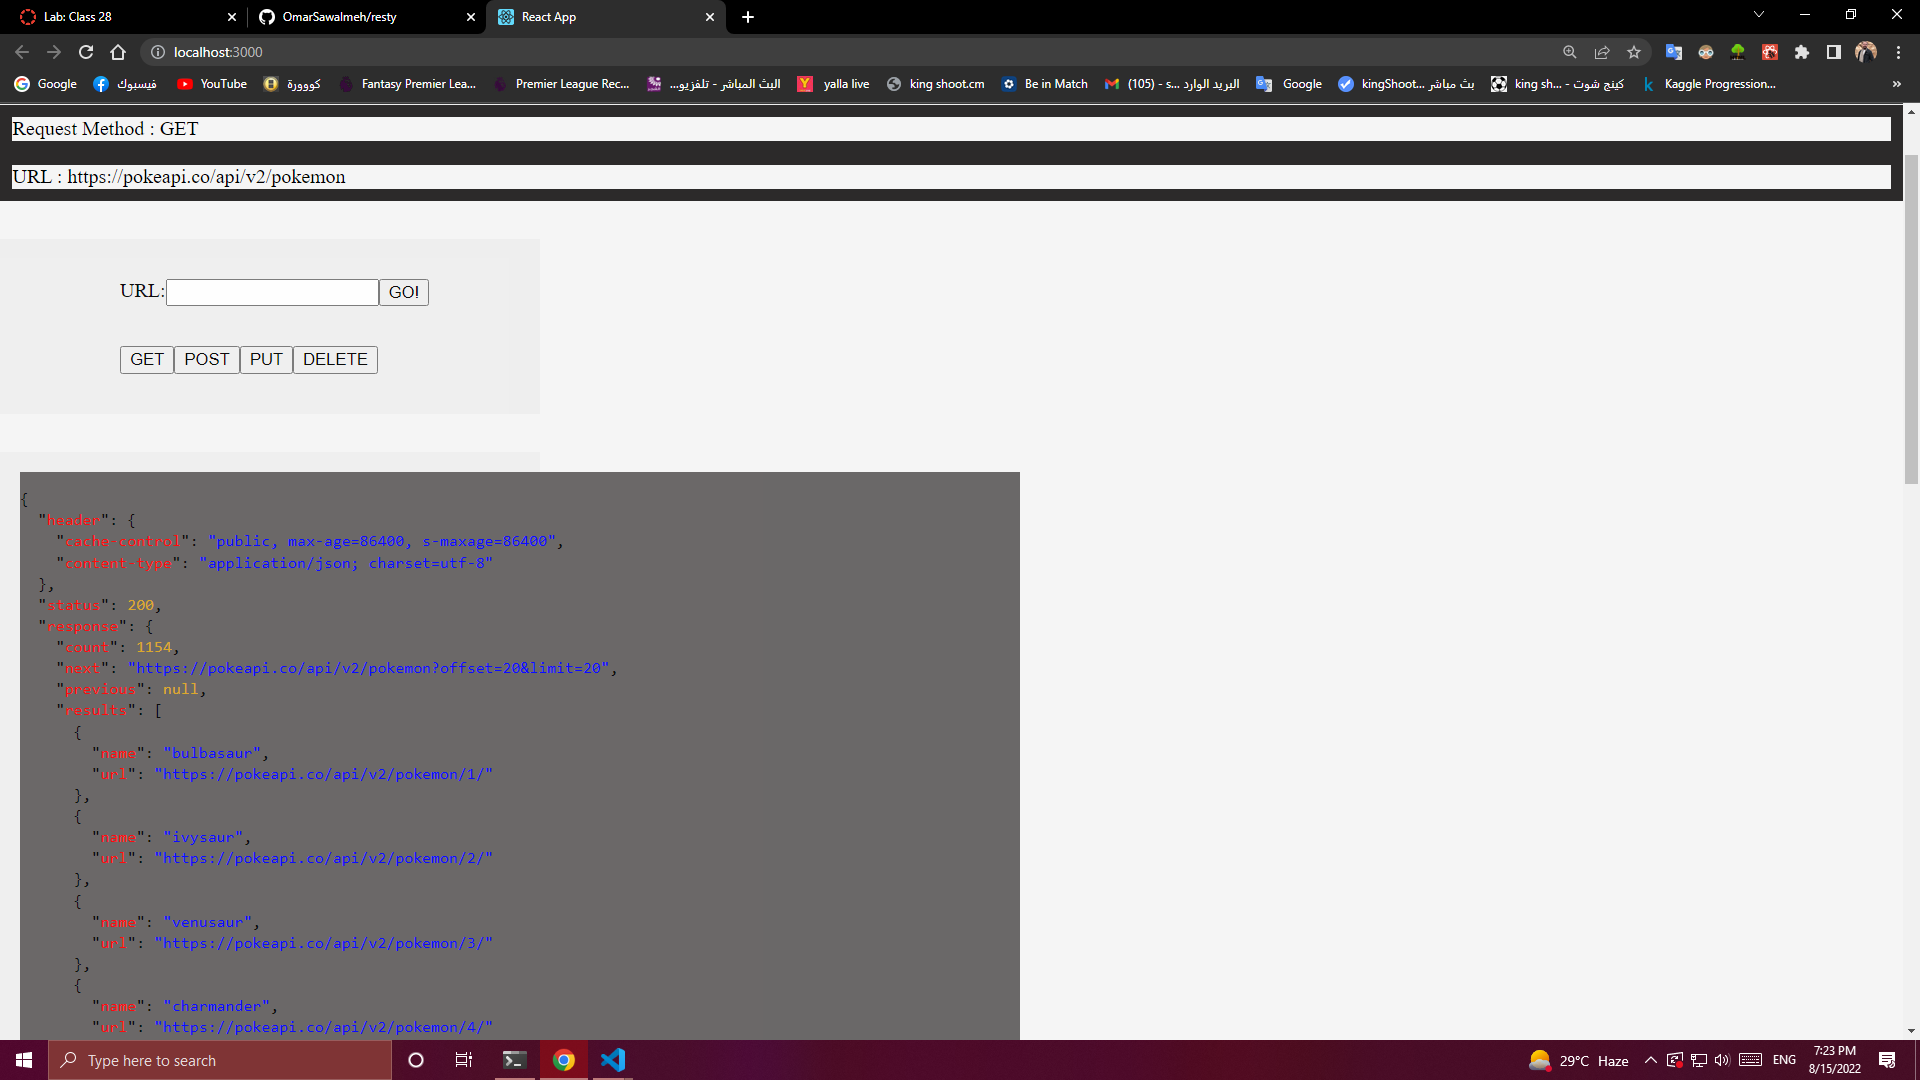 Lab: Class 28
OmarSawalmeh/resty
React App
localhost:3000
Google
فيسبوك
YouTube
كووورة
Fantasy Premier Lea...
Premier League Rec...
البث المباشر - تلفزيو...
yalla live
king shoot.cm
Be in Match
البريد الوارد (105) - s...
Google
kingShoot... بث مباشر
king sh... - كينج شوت
Kaggle Progression...
»
Request Method : GET
URL : https://pokeapi.co/api/v2/pokemon
URL: GO!
GET POST PUT DELETE
{
"header": {
"cache-control": "public, max-age=86400, s-maxage=86400",
"content-type": "application/json; charset=utf-8"
},
"status": 200,
"response": {
"count": 1154,
"next": "https://pokeapi.co/api/v2/pokemon?offset=20&limit=20",
"previous": null,
"results": [
{
"name": "bulbasaur",
"url": "https://pokeapi.co/api/v2/pokemon/1/"
},
{
"name": "ivysaur",
"url": "https://pokeapi.co/api/v2/pokemon/2/"
},
{
"name": "venusaur",
"url": "https://pokeapi.co/api/v2/pokemon/3/"
},
{
"name": "charmander",
"url": "https://pokeapi.co/api/v2/pokemon/4/"
Type here to search
29°C Haze
ENG
7:23 PM
8/15/2022